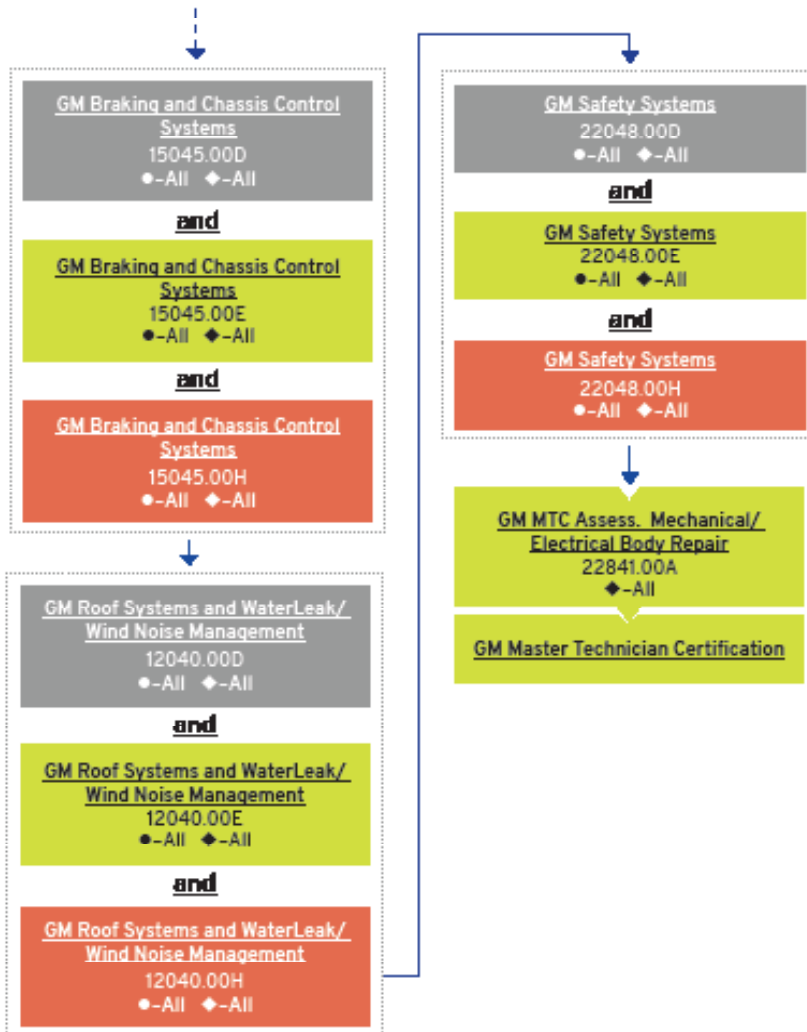 GM Braking and Chassis Control
Systems
15045.00D
●-All ◆-All
and
GM Braking and Chassis Control
Systems
15045.00E
●-All ◆-All
and
GM Braking and Chassis Control
Systems
15045.00H
●-All ◆-All
GM Roof Systems and WaterLeak/
Wind Noise Management
12040.00D
●-All ◆-All
and
GM Roof Systems and WaterLeak/
Wind Noise Management
12040.00E
●-All ◆-All
and
GM Roof Systems and WaterLeak/
Wind Noise Management
12040.00H
●-All ◆-All
GM Safety Systems
22048.00D
●-All ◆-All
and
GM Safety Systems
22048.00E
●-All ◆-All
and
GM Safety Systems
22048.00H
●-All ◆-All
GM MTC Assess. Mechanical/
Electrical Body Repair
22841.00A
◆-All
GM Master Technician Certification